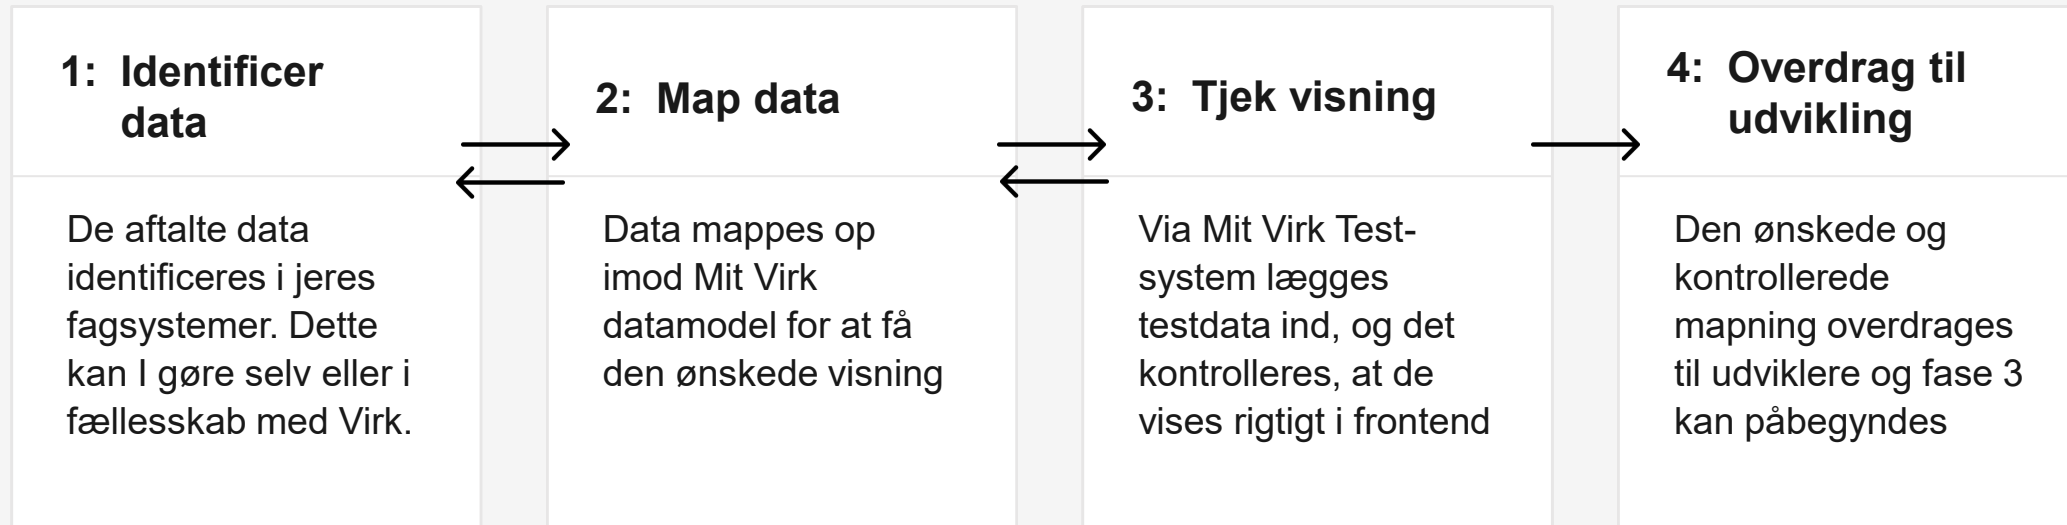 1: Identificer
data
De aftalte data
identificeres i jeres
fagsystemer. Dette
kan I gøre selv eller i
fællesskab med Virk.
2: Map data
Data mappes op
imod Mit Virk
datamodel for at få
den ønskede visning
3: Tjek visning
Via Mit Virk Test-
system lægges
testdata ind, og det
kontrolleres, at de
vises rigtigt i frontend
4: Overdrag til
udvikling
Den ønskede og
kontrollerede
mapning overdrages
til udviklere og fase 3
kan påbegyndes